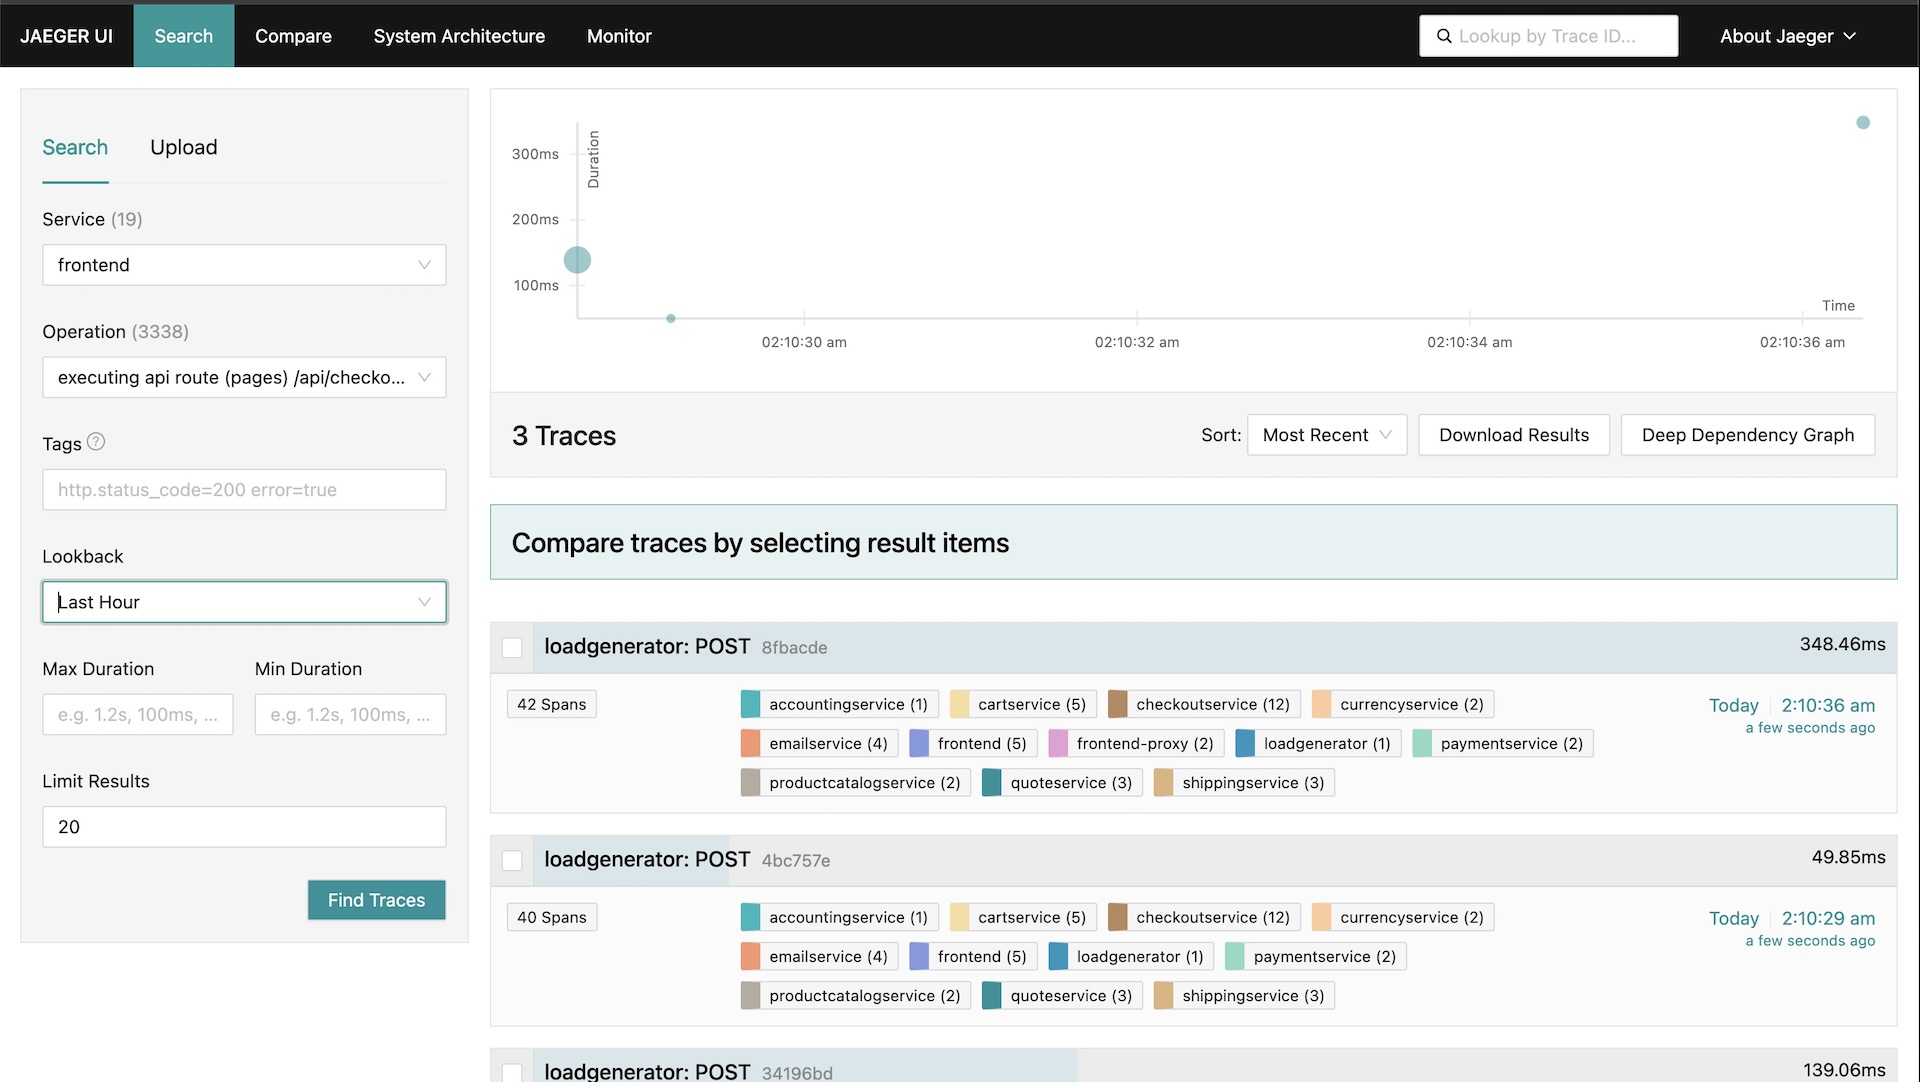 JAEGER UI Search Compare System Architecture Monitor Lookup by Trace ID... About Jaeger
Search Upload
Service (19)
frontend
Operation (3338)
executing api route (pages) /api/checko...
Tags ?
http.status_code=200 error=true
Lookback
Last Hour
Max Duration Min Duration
e.g. 1.2s, 100ms, ... e.g. 1.2s, 100ms, ...
Limit Results
20
Find Traces
Duration
300ms
200ms
100ms
Time
02:10:30 am 02:10:32 am 02:10:34 am 02:10:36 am
3 Traces Sort: Most Recent Download Results Deep Dependency Graph
Compare traces by selecting result items
loadgenerator: POST 8fbacde 348.46ms
42 Spans accountingservice (1) cartservice (5) checkoutservice (12) currencyservice (2) Today 2:10:36 am
emailservice (4) frontend (5) frontend-proxy (2) loadgenerator (1) paymentservice (2) a few seconds ago
productcatalogservice (2) quoteservice (3) shippingservice (3)
loadgenerator: POST 4bc757e 49.85ms
40 Spans accountingservice (1) cartservice (5) checkoutservice (12) currencyservice (2) Today 2:10:29 am
emailservice (4) frontend (5) loadgenerator (1) paymentservice (2) a few seconds ago
productcatalogservice (2) quoteservice (3) shippingservice (3)
loadgenerator: POST 34196bd 139.06ms